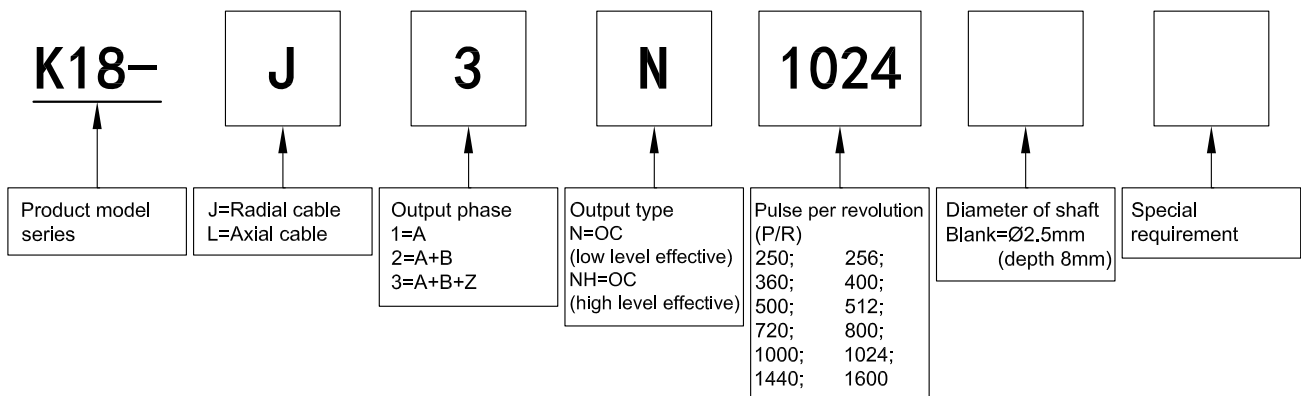 K18- J 3 N 1024
Product model
series
J=Radial cable
L=Axial cable
Output phase
1=A
2=A+B
3=A+B+Z
Output type
N=OC
(low level effective)
NH=OC
(high level effective)
Pulse per revolution
(P/R)
250; 256;
360; 400;
500; 512;
720; 800;
1000; 1024;
1440; 1600
Diameter of shaft
Blank=Ø2.5mm
(depth 8mm)
Special
requirement